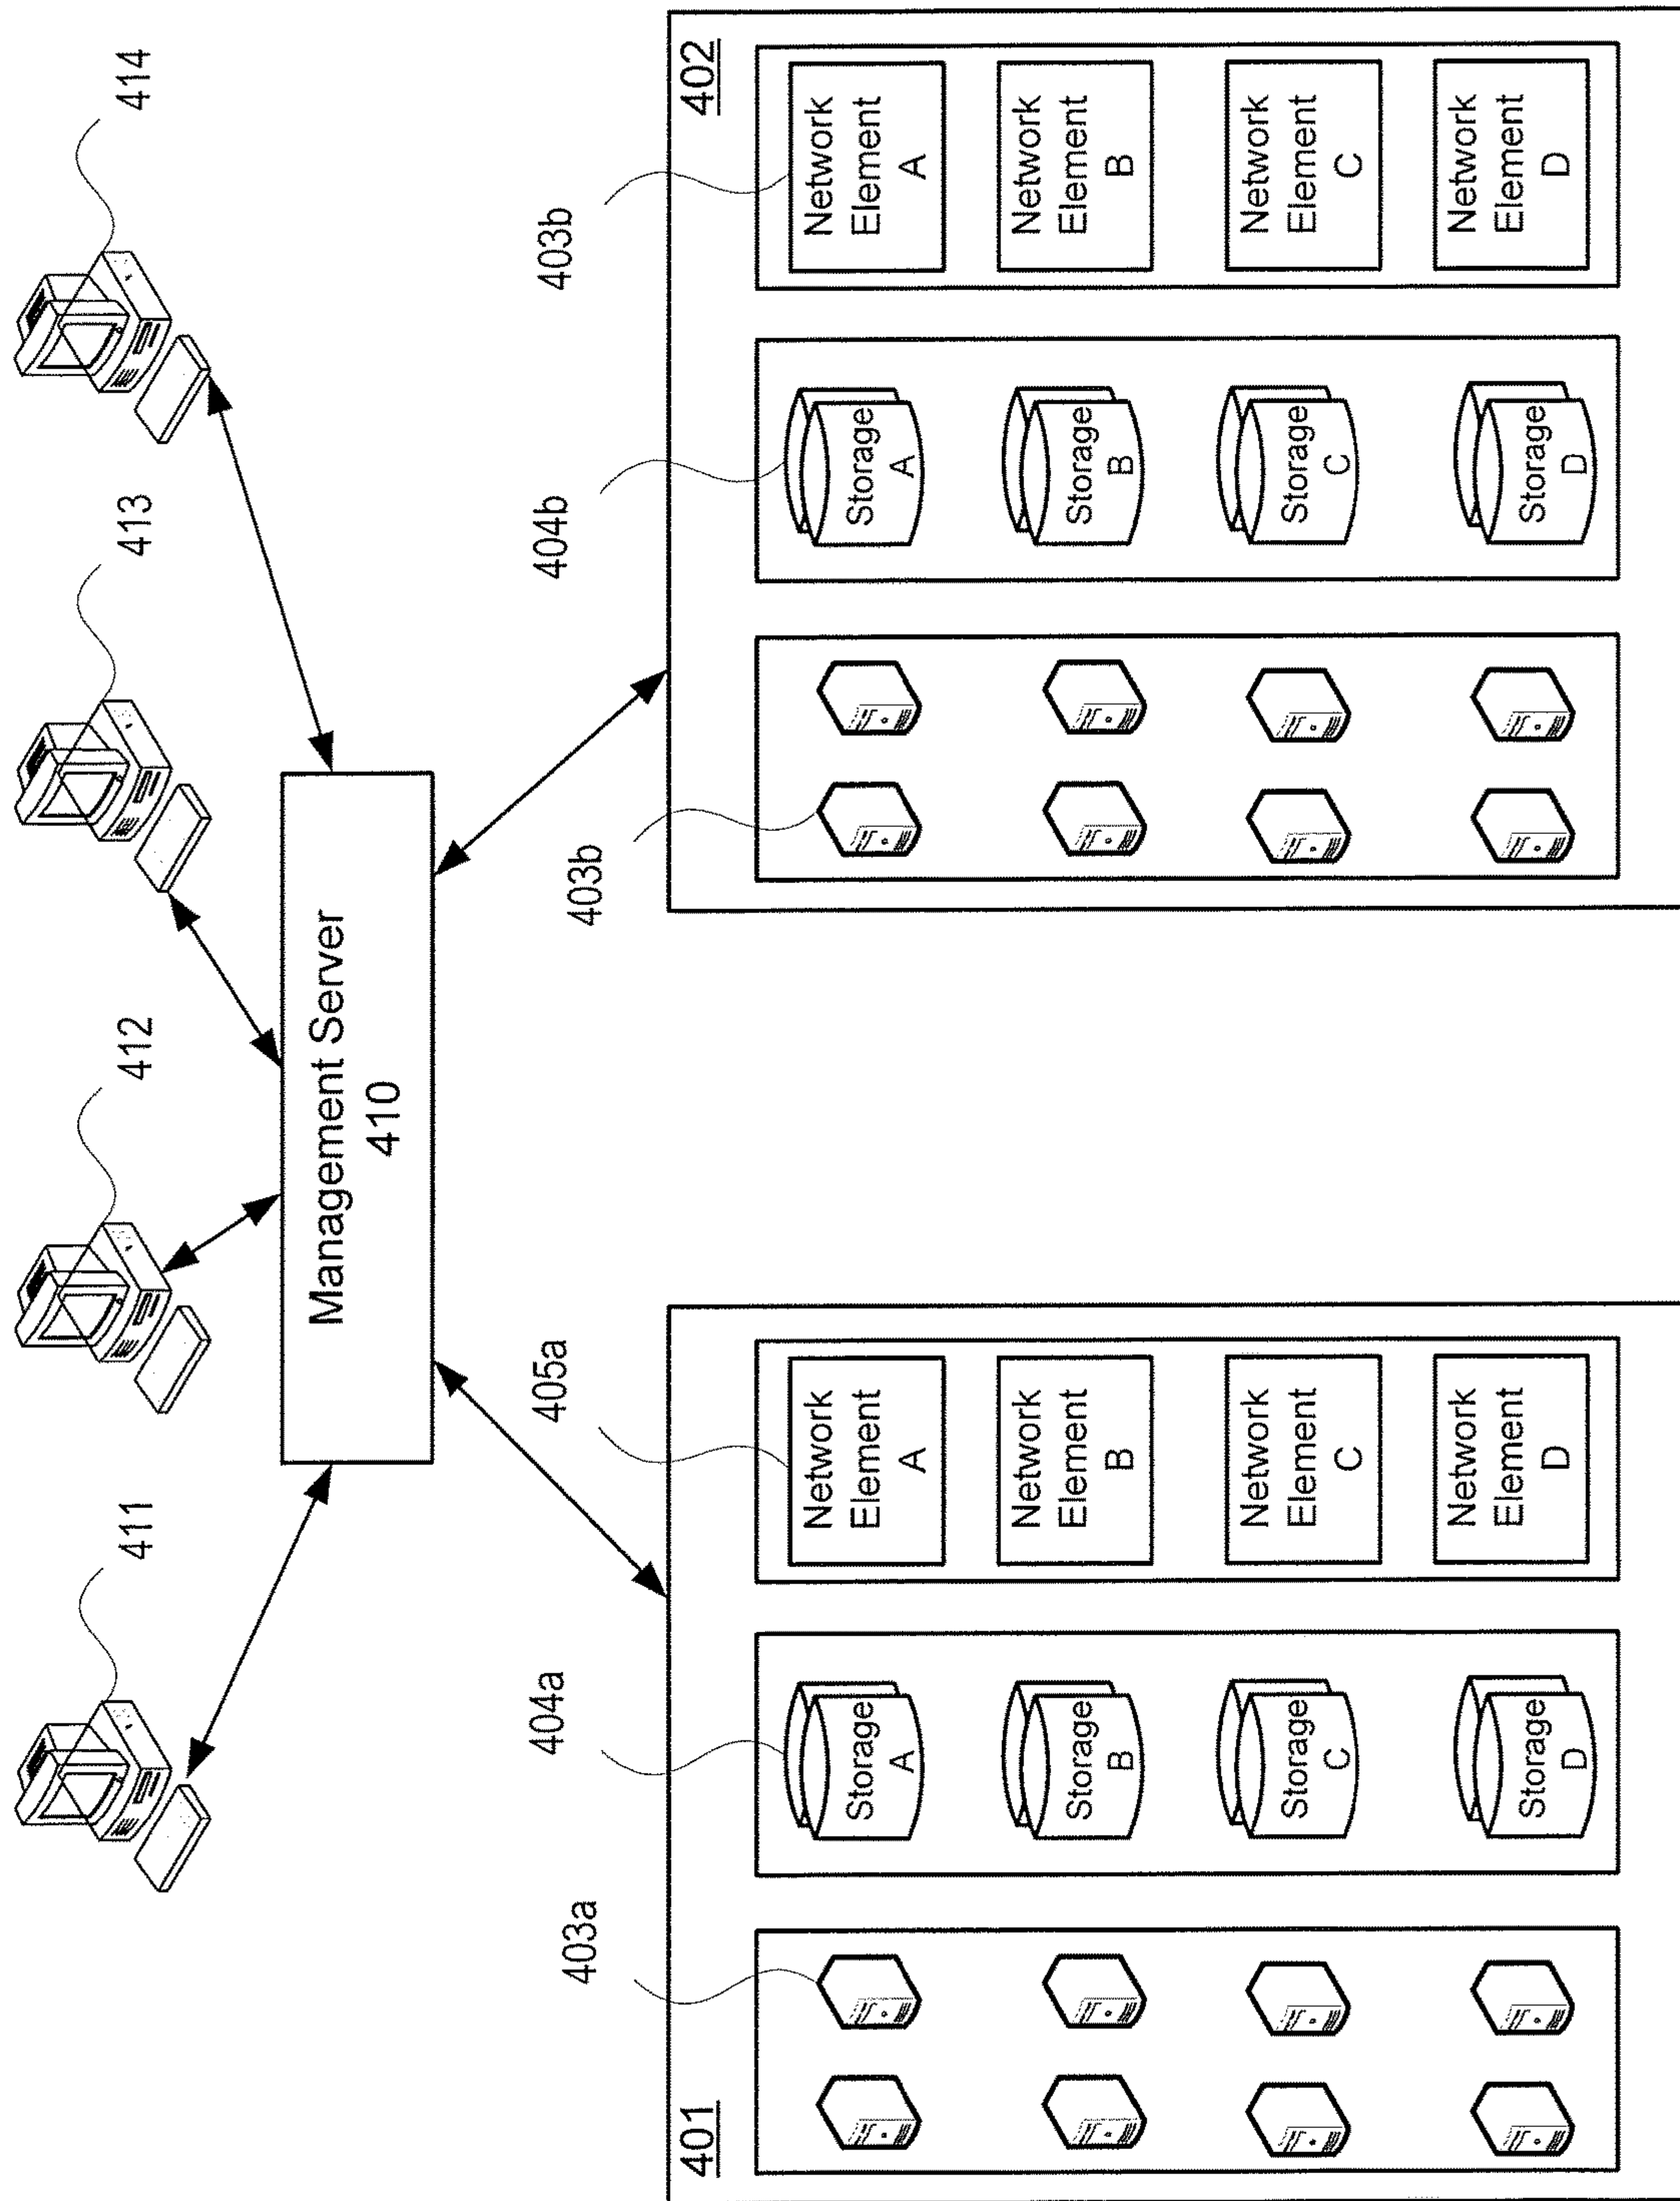 411
412
413
414
Management Server
410
403a
404a
405a
403b
404b
403b
401
Storage
A
Storage
B
Storage
C
Storage
D
Network
Element
A
Network
Element
B
Network
Element
C
Network
Element
D
402
Storage
A
Storage
B
Storage
C
Storage
D
Network
Element
A
Network
Element
B
Network
Element
C
Network
Element
D